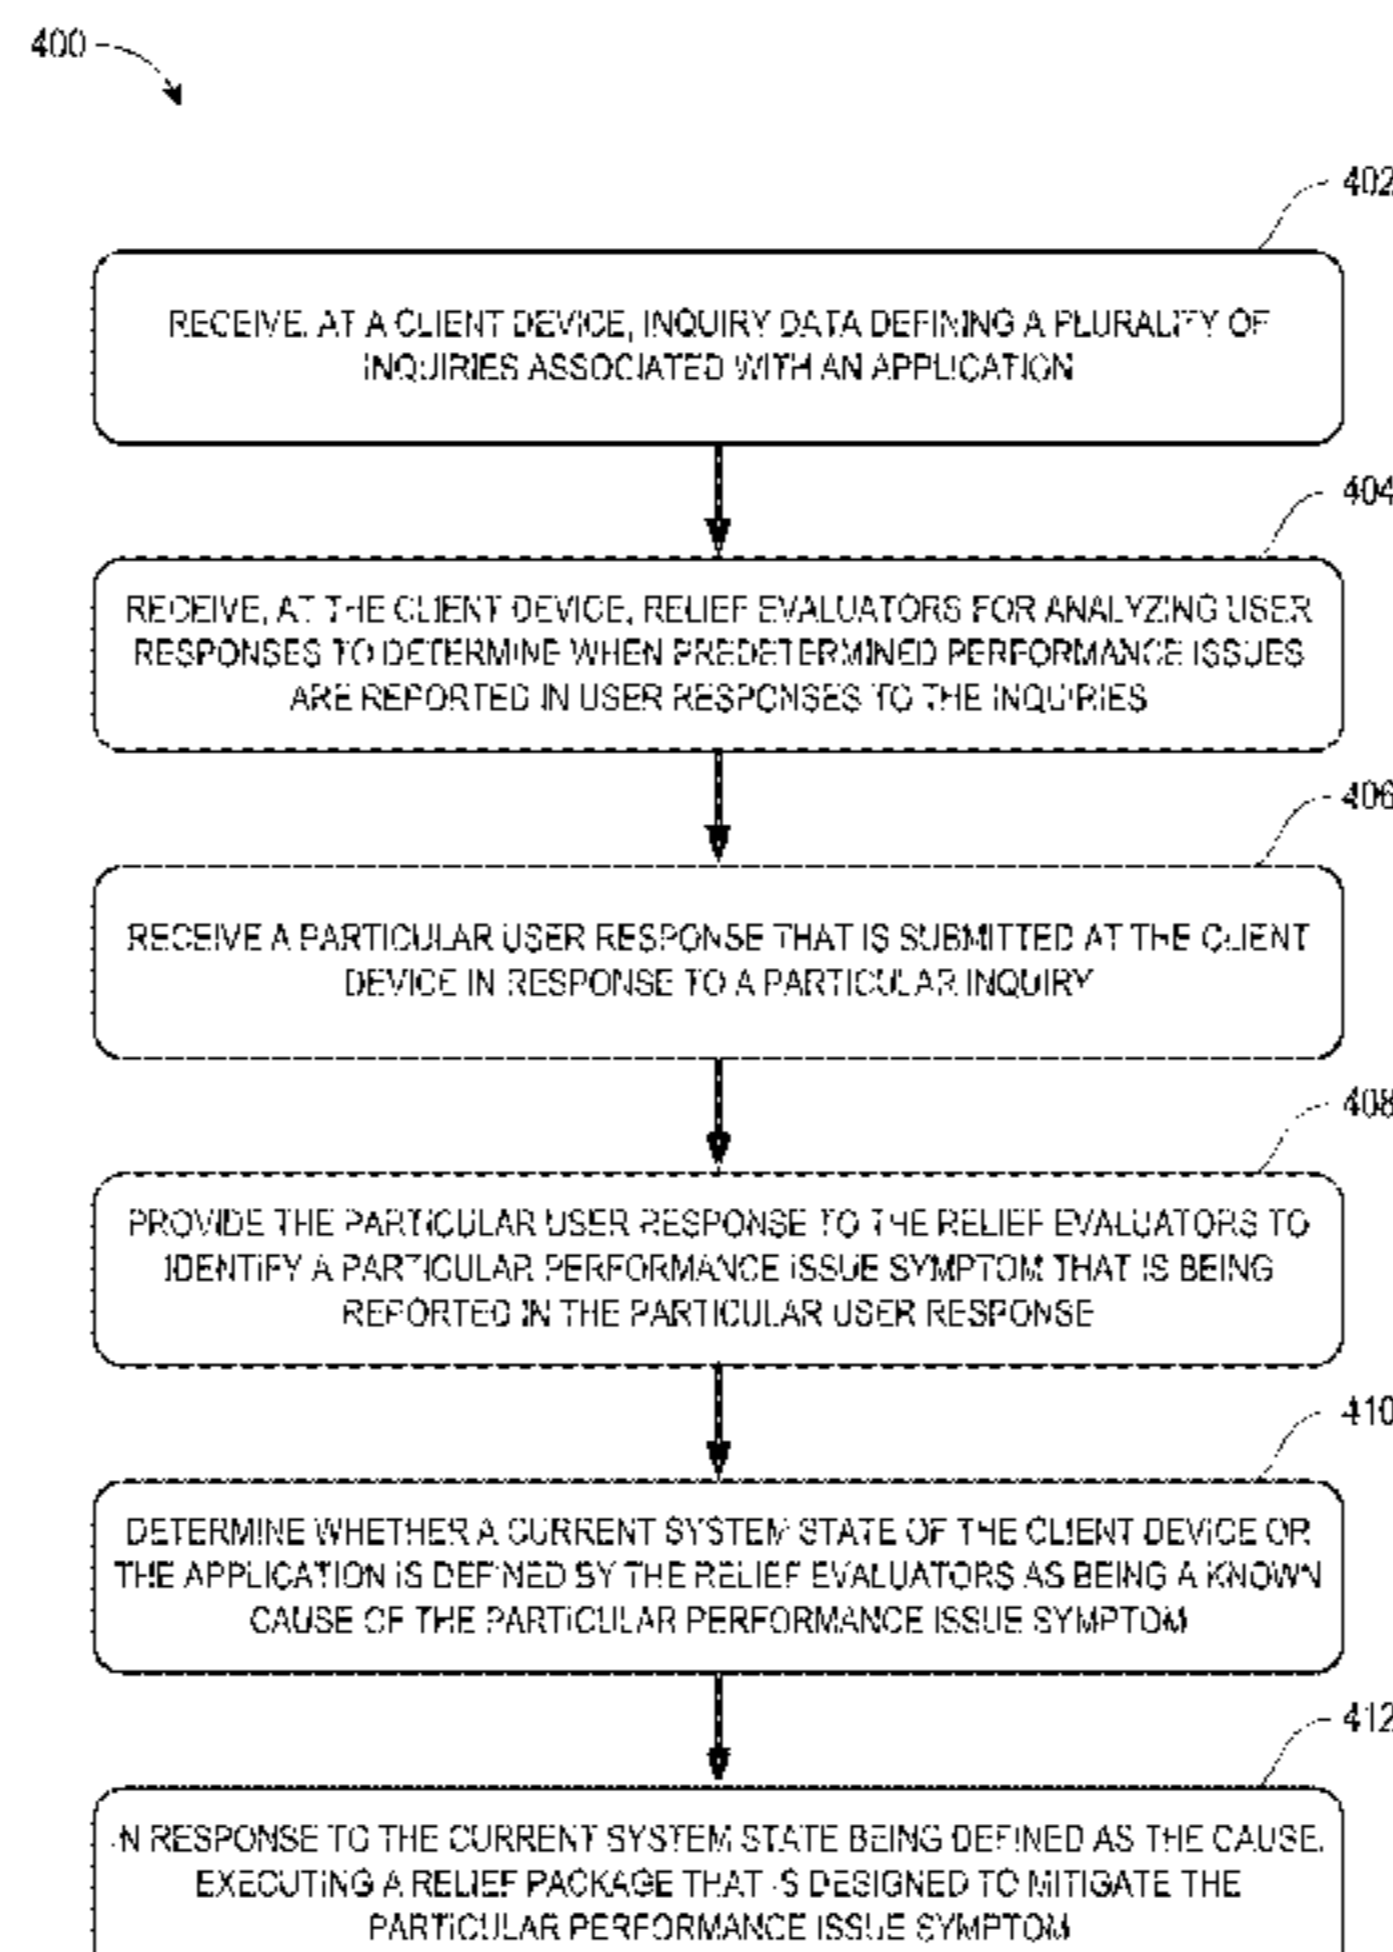 400
402
RECEIVE, AT A CLIENT DEVICE, INQUIRY DATA DEFINING A PLURALITY OF
INQUIRIES ASSOCIATED WITH AN APPLICATION
404
RECEIVE, AT THE CLIENT DEVICE, RELIEF EVALUATORS FOR ANALYZING USER
RESPONSES TO DETERMINE WHEN PREDETERMINED PERFORMANCE ISSUES
ARE REPORTED IN USER RESPONSES TO THE INQUIRIES
406
RECEIVE A PARTICULAR USER RESPONSE THAT IS SUBMITTED AT THE CLIENT
DEVICE IN RESPONSE TO A PARTICULAR INQUIRY
408
PROVIDE THE PARTICULAR USER RESPONSE TO THE RELIEF EVALUATORS TO
IDENTIFY A PARTICULAR PERFORMANCE ISSUE SYMPTOM THAT IS BEING
REPORTED IN THE PARTICULAR USER RESPONSE
410
DETERMINE WHETHER A CURRENT SYSTEM STATE OF THE CLIENT DEVICE OR
THE APPLICATION IS DEFINED BY THE RELIEF EVALUATORS AS BEING A KNOWN
CAUSE OF THE PARTICULAR PERFORMANCE ISSUE SYMPTOM
412
IN RESPONSE TO THE CURRENT SYSTEM STATE BEING DEFINED AS THE CAUSE,
EXECUTING A RELIEF PACKAGE THAT IS DESIGNED TO MITIGATE THE
PARTICULAR PERFORMANCE ISSUE SYMPTOM